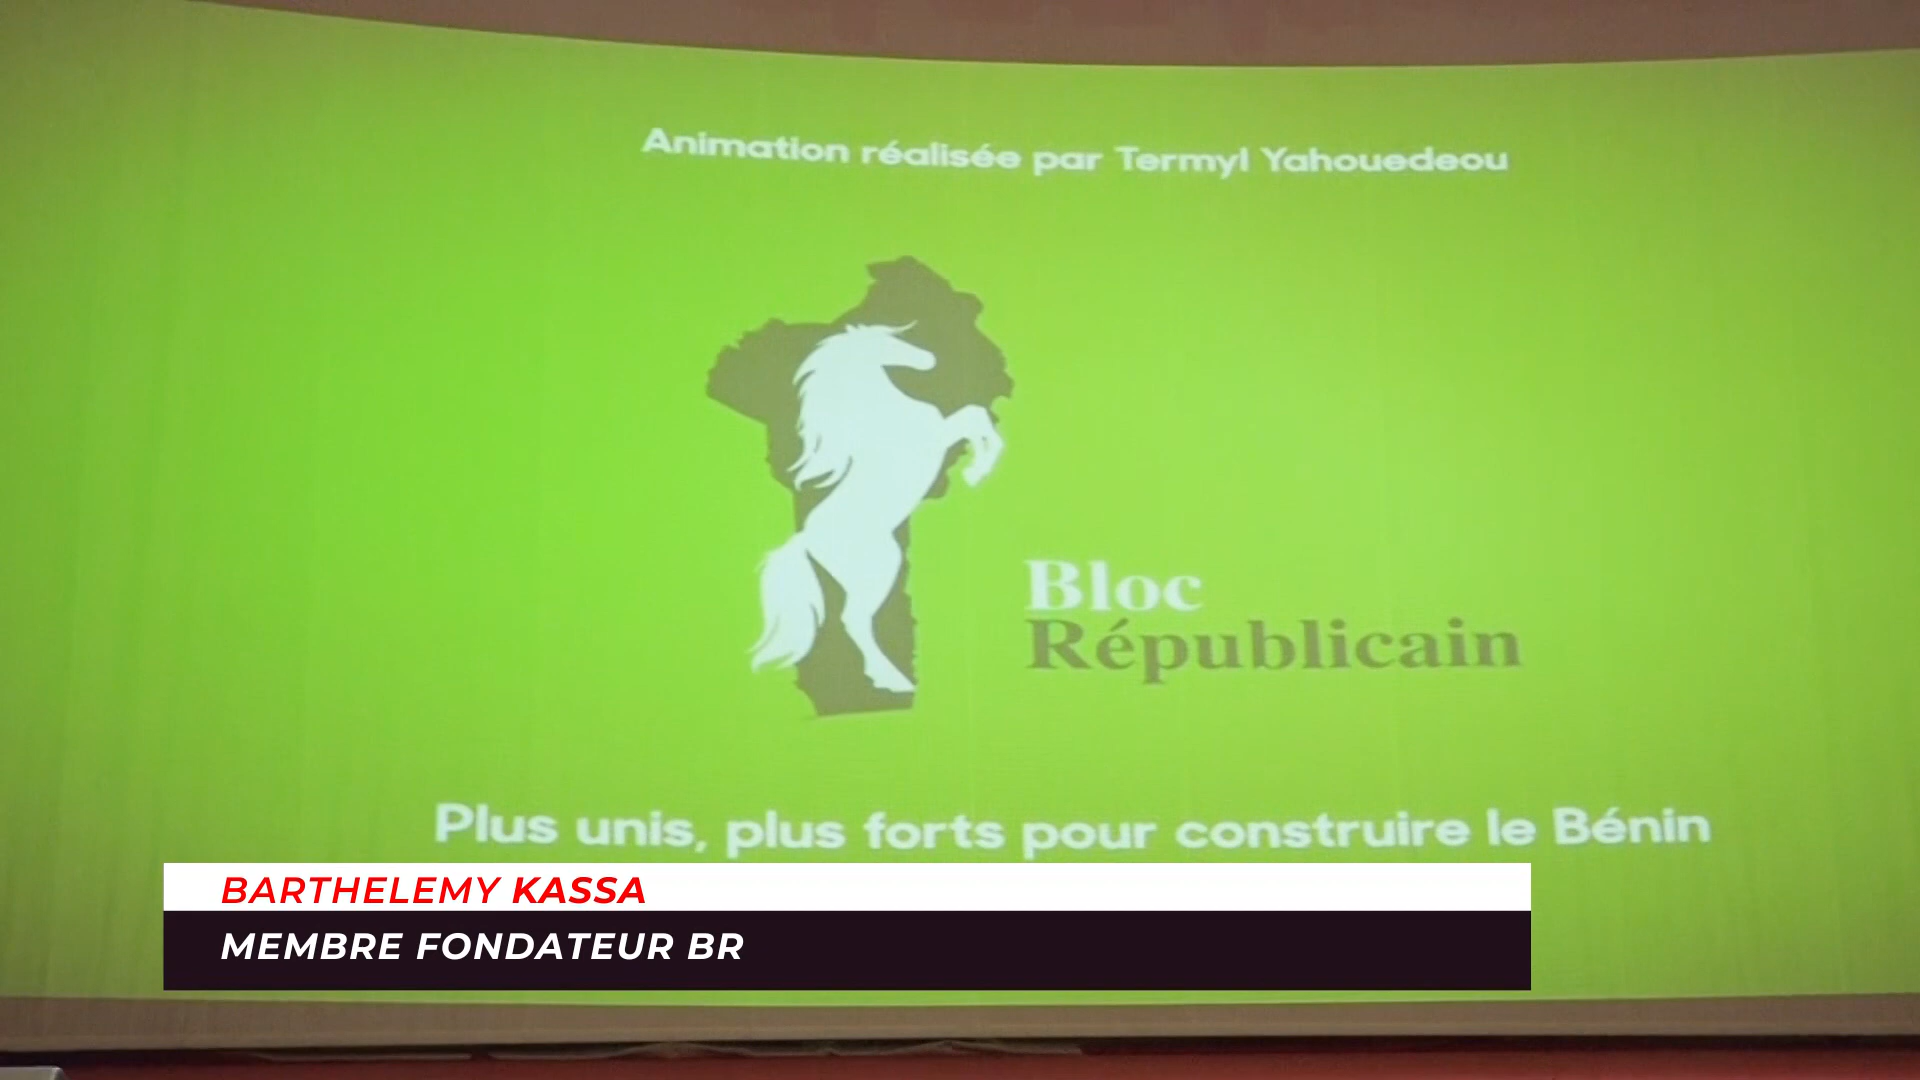 Animation réalisée par Termyl Yahouedeou
Bloc
Républicain
Plus unis, plus forts pour construire le Bénin
BARTHELEMY KASSA
MEMBRE FONDATEUR BR